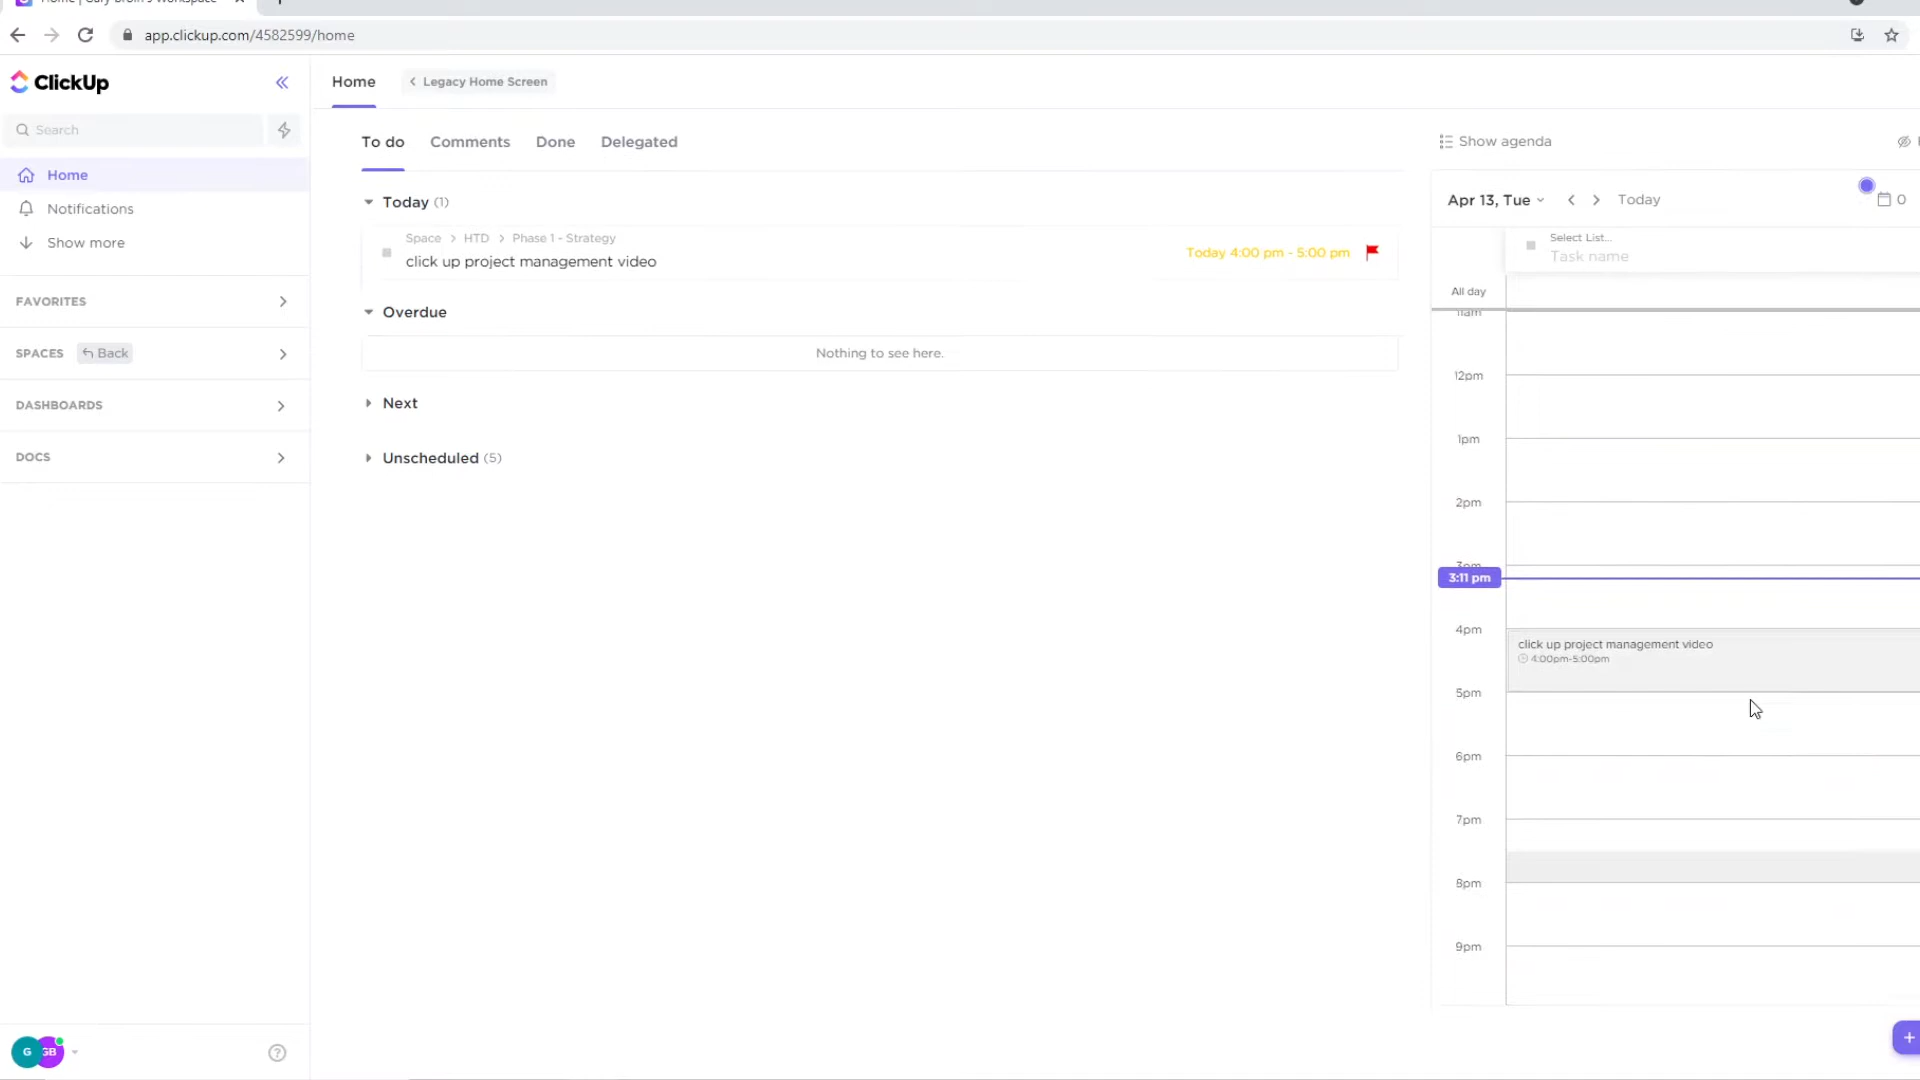 app.clickup.com/4582599/home
ClickUp
Home
Legacy Home Screen
Search
Home
Notifications
Show more
FAVORITES
SPACES
Back
DASHBOARDS
DOCS
G
GB
To do
Comments
Done
Delegated
Today (1)
Space > HTD > Phase 1 - Strategy
click up project management video
Today 4:00 pm - 5:00 pm
Overdue
Nothing to see here.
Next
Unscheduled (5)
Show agenda
Apr 13, Tue
Today
0
Select List...
Task name
All day
11am
12pm
1pm
2pm
3pm
3:11 pm
4pm
click up project management video
4:00pm-5:00pm
5pm
6pm
7pm
8pm
9pm